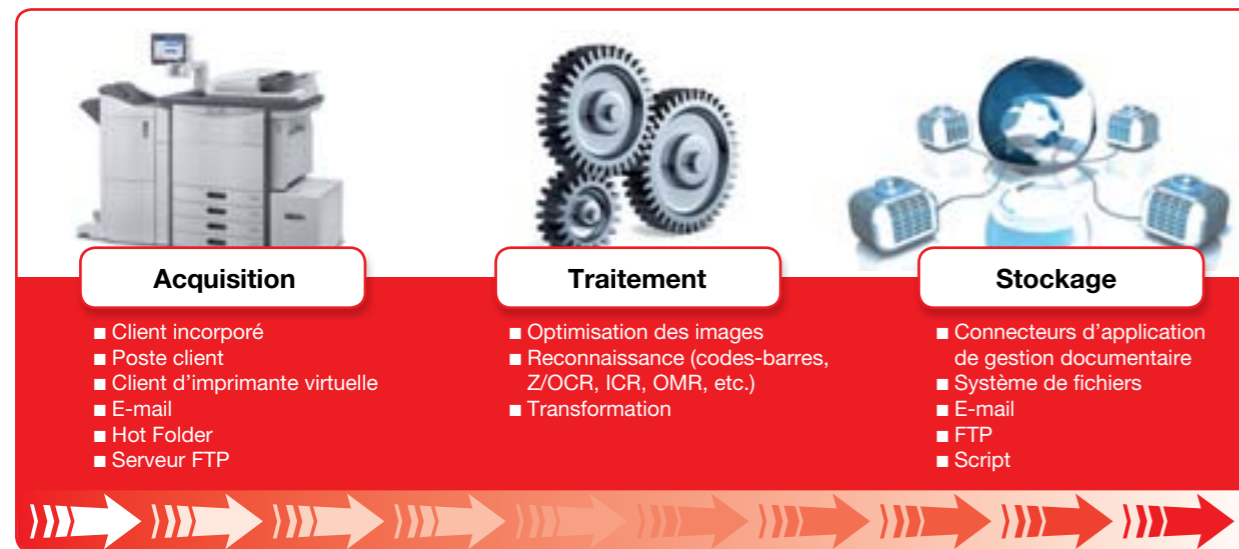 Acquisition
■ Client incorporé
■ Poste client
■ Client d’imprimante virtuelle
■ E-mail
■ Hot Folder
■ Serveur FTP
Traitement
■ Optimisation des images
■ Reconnaissance (codes-barres,
Z/OCR, ICR, OMR, etc.)
■ Transformation
Stockage
■ Connecteurs d’application
de gestion documentaire
■ Système de fichiers
■ E-mail
■ FTP
■ Script